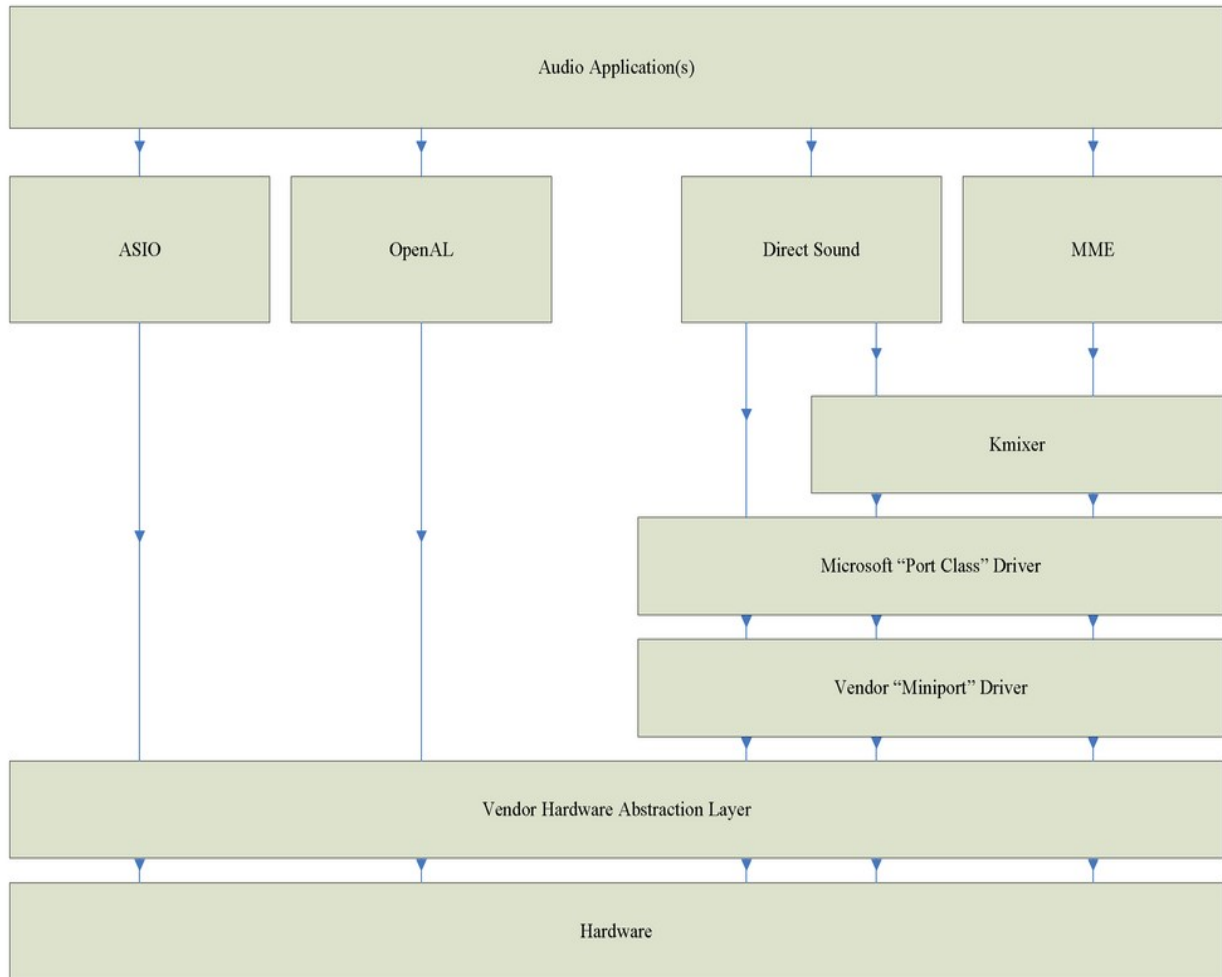 Audio Application(s)
ASIO
OpenAL
Direct Sound
MME
Kmixer
Microsoft “Port Class” Driver
Vendor “Miniport” Driver
Vendor Hardware Abstraction Layer
Hardware